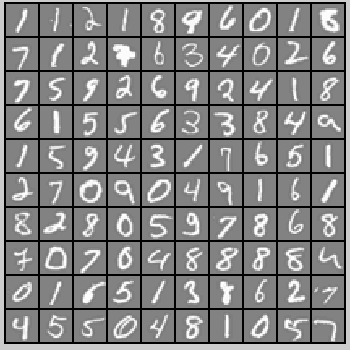 1 1 2 1 8 9 6 0 1 6
7 1 2 7 6 3 4 0 2 6
7 5 9 2 6 9 2 4 1 8
6 1 5 5 6 3 3 8 4 9
1 5 9 4 3 1 7 6 5 1
2 7 0 9 0 4 9 1 6 1
8 2 8 0 5 9 7 8 6 8
7 0 7 0 4 8 8 8 8 4
0 1 6 5 1 3 8 6 2 7
4 5 5 0 4 8 1 0 5 7